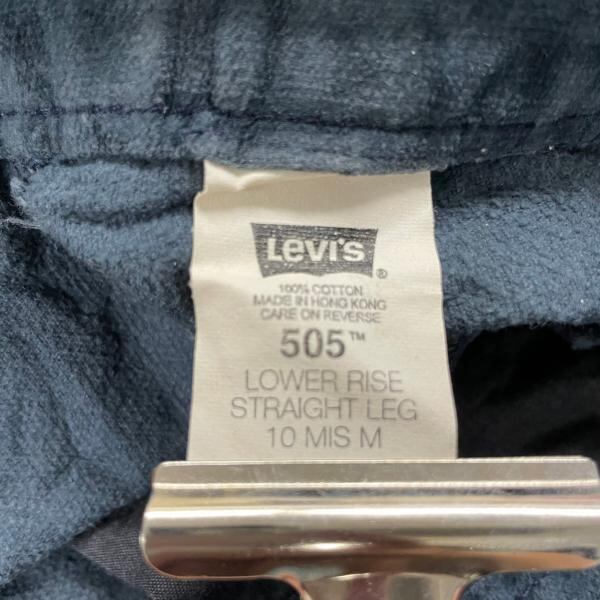 Levi's ®
100% COTTON
MADE IN HONG KONG
CARE ON REVERSE
505™
LOWER RISE
STRAIGHT LEG
10 MIS M